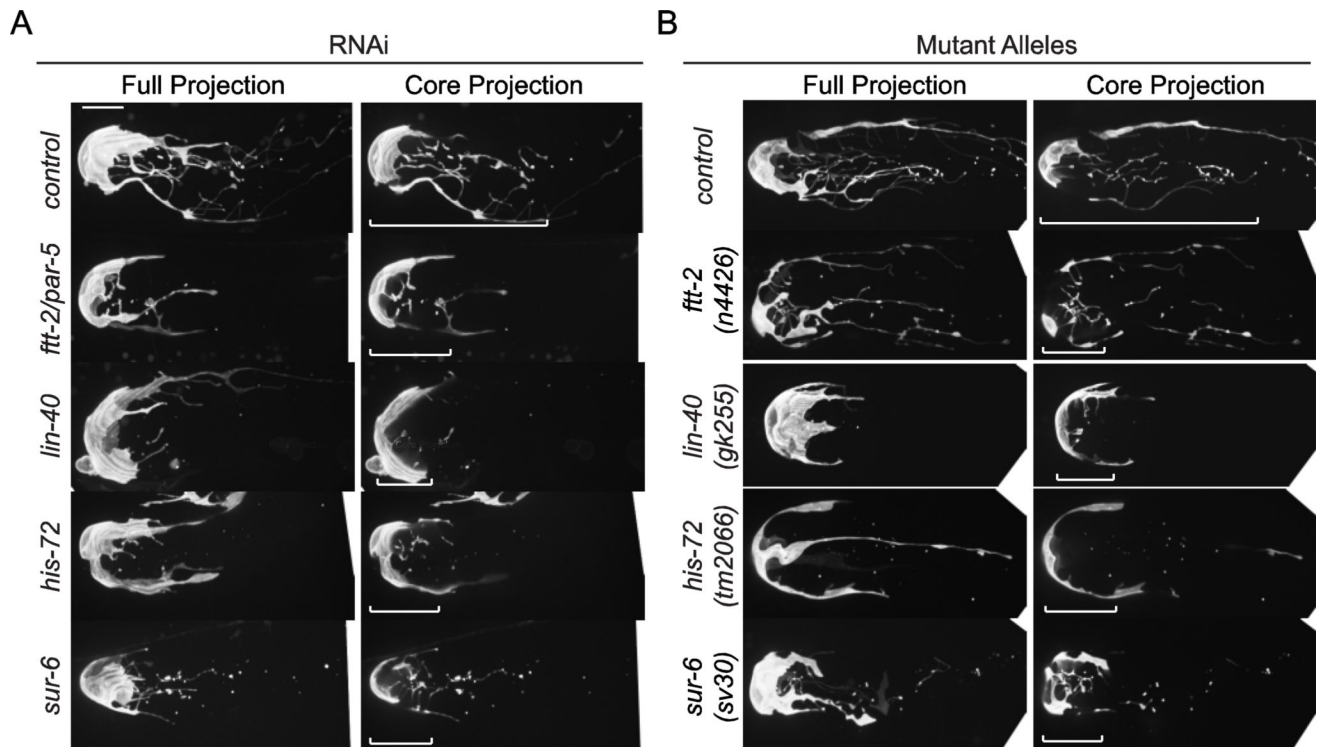 A
RNAi
Full Projection
Core Projection
control
ftt-2/par-5
lin-40
his-72
sur-6
B
Mutant Alleles
Full Projection
Core Projection
control
ftt-2
(n4426)
lin-40
(gk255)
his-72
(tm2066)
sur-6
(sv30)